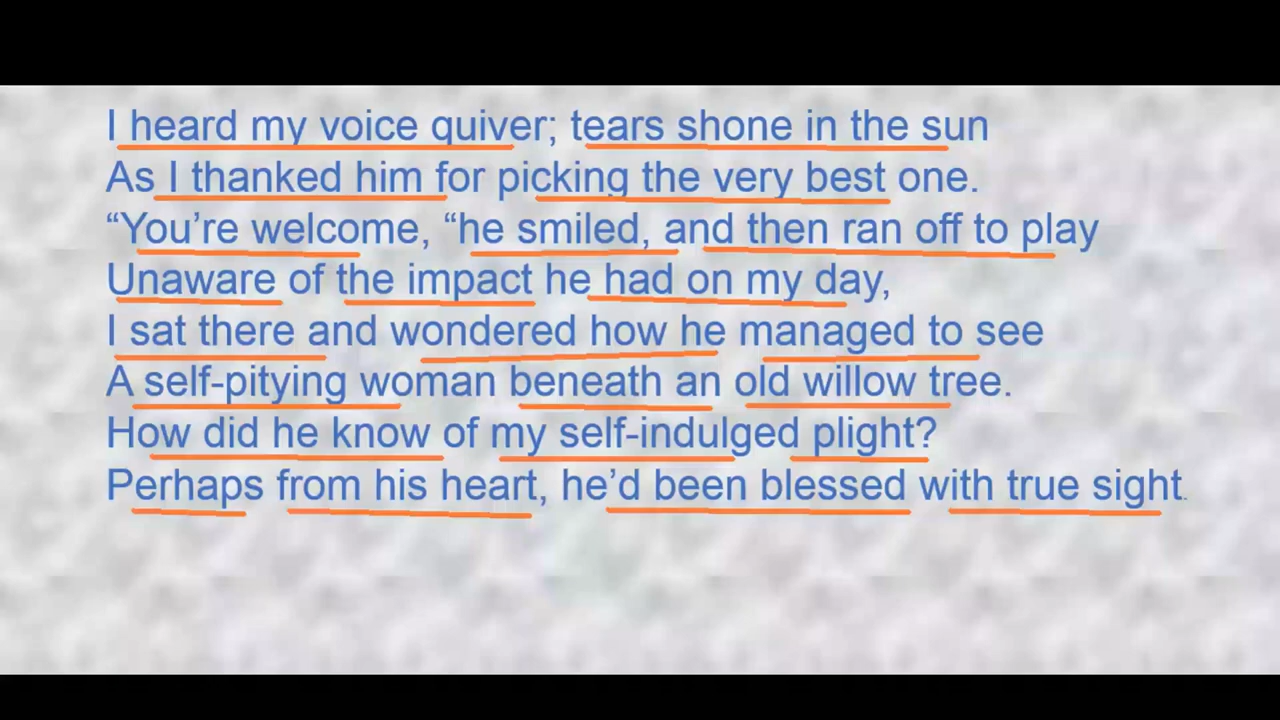 I heard my voice quiver; tears shone in the sun
As I thanked him for picking the very best one.
“You’re welcome, “he smiled, and then ran off to play
Unaware of the impact he had on my day,
I sat there and wondered how he managed to see
A self-pitying woman beneath an old willow tree.
How did he know of my self-indulged plight?
Perhaps from his heart, he’d been blessed with true sight.